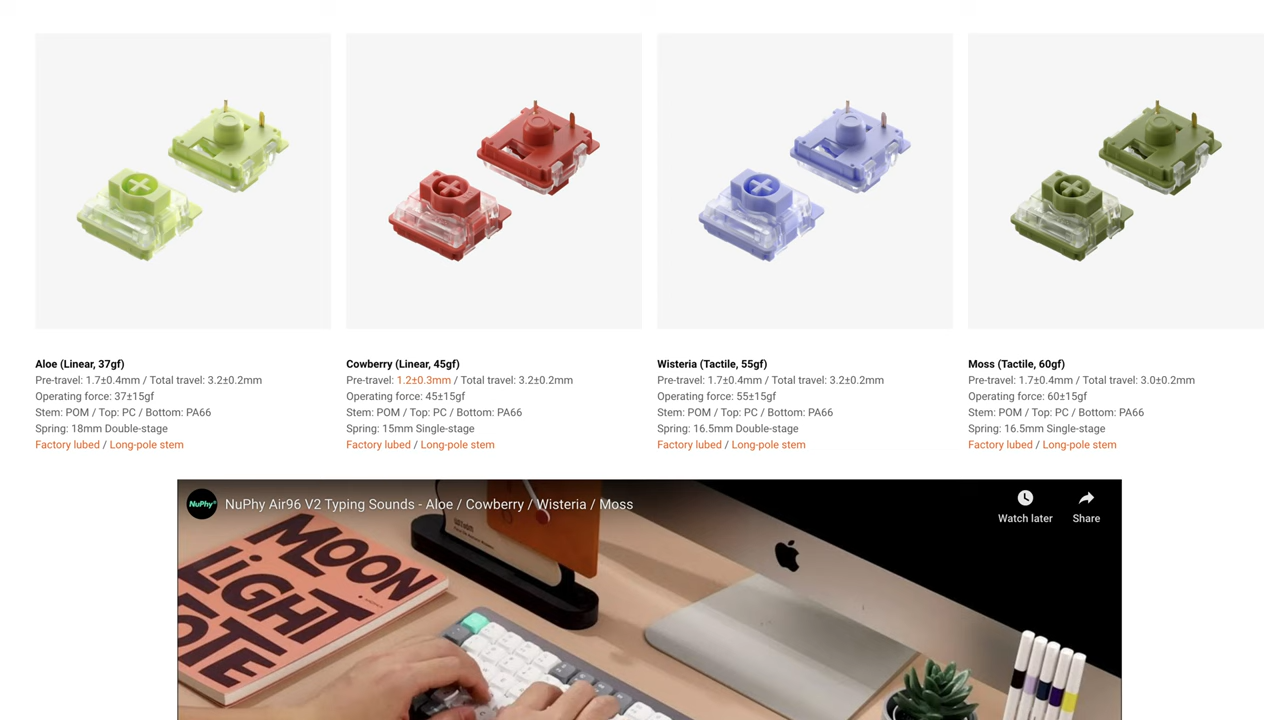 Aloe (Linear, 37gf)
Pre-travel: 1.7±0.4mm / Total travel: 3.2±0.2mm
Operating force: 37±15gf
Stem: POM / Top: PC / Bottom: PA66
Spring: 18mm Double-stage
Factory lubed / Long-pole stem
Cowberry (Linear, 45gf)
Pre-travel: 1.2±0.3mm / Total travel: 3.2±0.2mm
Operating force: 45±15gf
Stem: POM / Top: PC / Bottom: PA66
Spring: 15mm Single-stage
Factory lubed / Long-pole stem
Wisteria (Tactile, 55gf)
Pre-travel: 1.7±0.4mm / Total travel: 3.2±0.2mm
Operating force: 55±15gf
Stem: POM / Top: PC / Bottom: PA66
Spring: 16.5mm Double-stage
Factory lubed / Long-pole stem
Moss (Tactile, 60gf)
Pre-travel: 1.7±0.4mm / Total travel: 3.0±0.2mm
Operating force: 60±15gf
Stem: POM / Top: PC / Bottom: PA66
Spring: 16.5mm Single-stage
Factory lubed / Long-pole stem
NuPhy®
NuPhy Air96 V2 Typing Sounds - Aloe / Cowberry / Wisteria / Moss
Watch later
Share
MOON
LiGHT